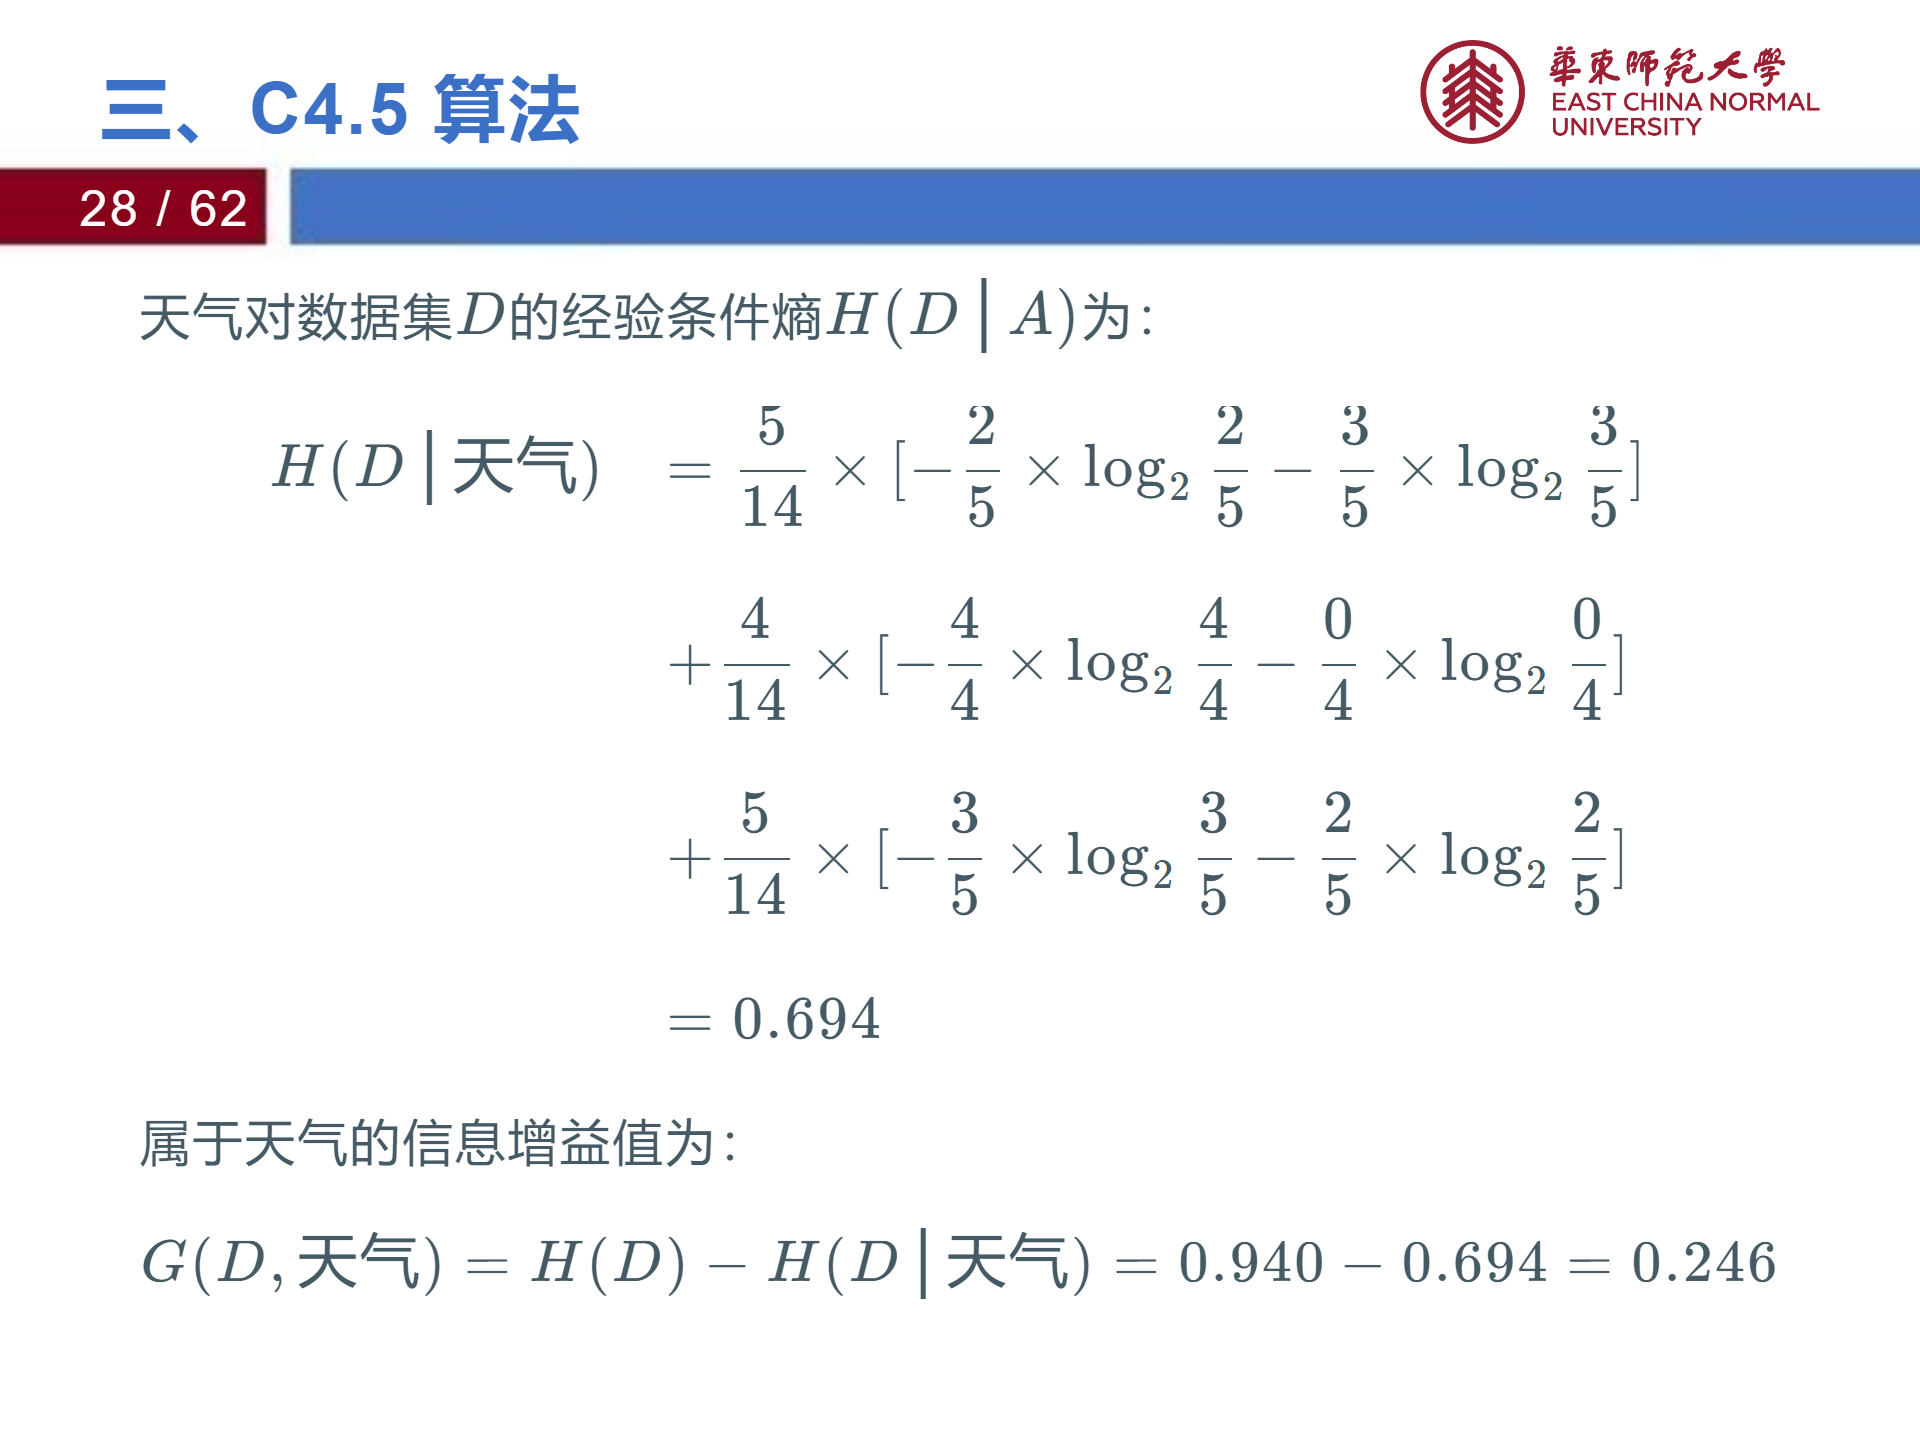 三、C4.5 算法
華東師範大學
EAST CHINA NORMAL
UNIVERSITY
28 / 62
天气对数据集D的经验条件熵H(D | A)为：
H(D | 天气) = 5/14 × [−2/5 × log₂ 2/5 − 3/5 × log₂ 3/5]
+ 4/14 × [−4/4 × log₂ 4/4 − 0/4 × log₂ 0/4]
+ 5/14 × [−3/5 × log₂ 3/5 − 2/5 × log₂ 2/5]
= 0.694
属于天气的信息增益值为：
G(D, 天气) = H(D) − H(D | 天气) = 0.940 − 0.694 = 0.246